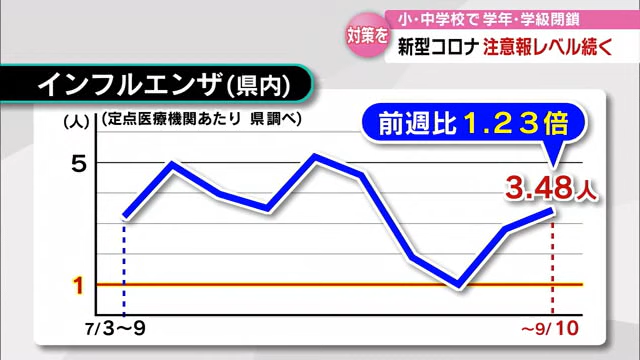 小・中学校で 学年・学級閉鎖
対策を
新型コロナ 注意報レベル続く
インフルエンザ(県内)
(人)
(定点医療機関あたり 県調べ)
前週比1.23倍
5
3.48人
1
7/3〜9
〜9/10